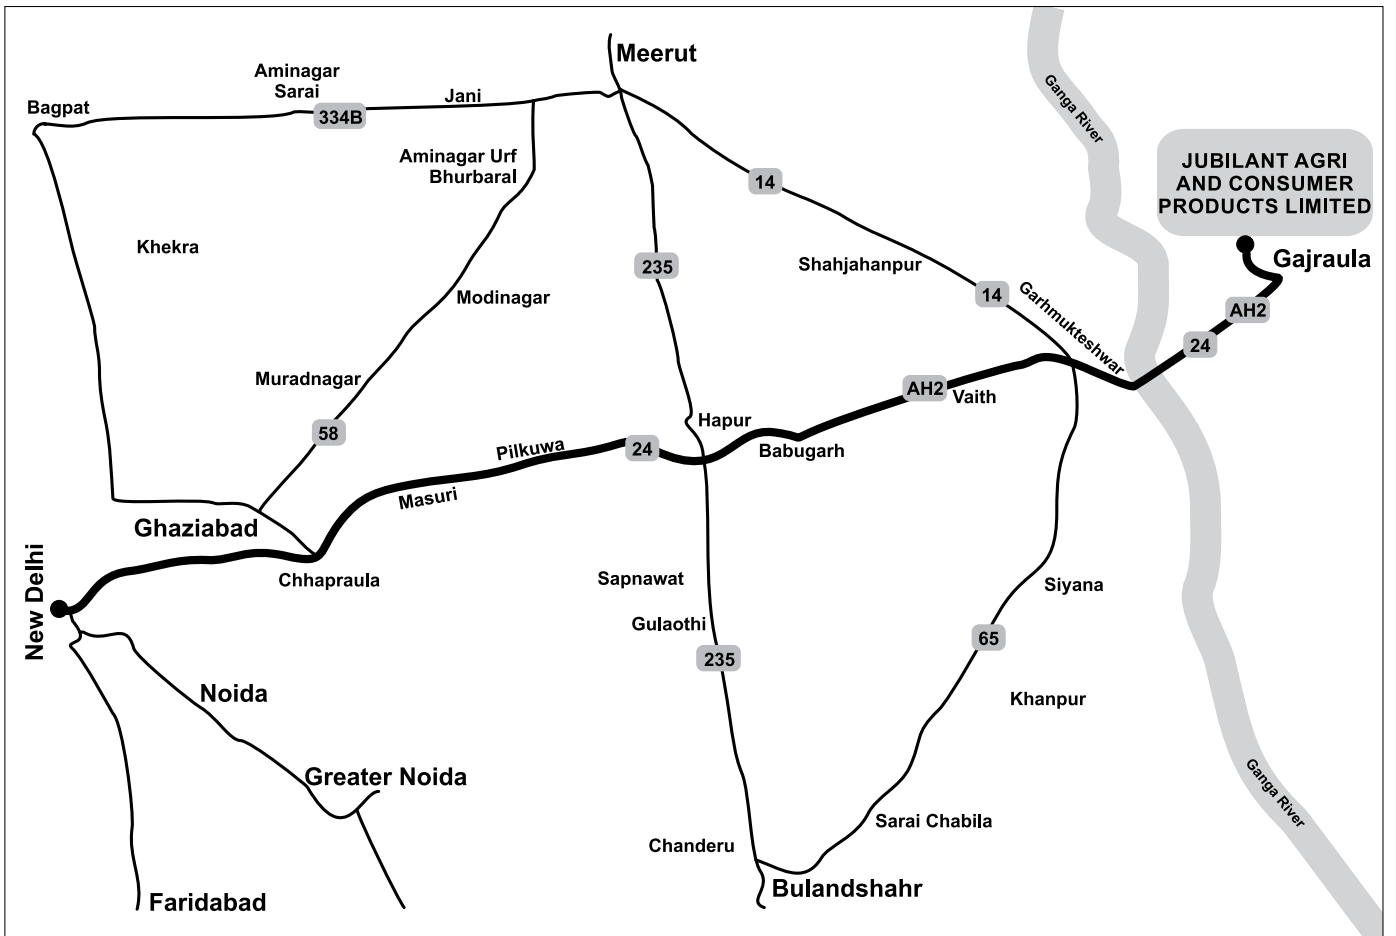 Meerut
Aminagar
Sarai
Jani
Bagpat
334B
Ganga River
Aminagar Urf
Bhurbaral
14
JUBILANT AGRI
AND CONSUMER
PRODUCTS LIMITED
Khekra
235
Shahjahanpur
Gajraula
Modinagar
14
Garhmukteshwar
AH2
24
Muradnagar
AH2
Vaith
58
Hapur
Pilkuwa
24
Babugarh
Masuri
Ghaziabad
New Delhi
Chhapraula
Sapnawat
Siyana
Gulaothi
65
235
Noida
Khanpur
Greater Noida
Ganga River
Sarai Chabila
Chanderu
Bulandshahr
Faridabad